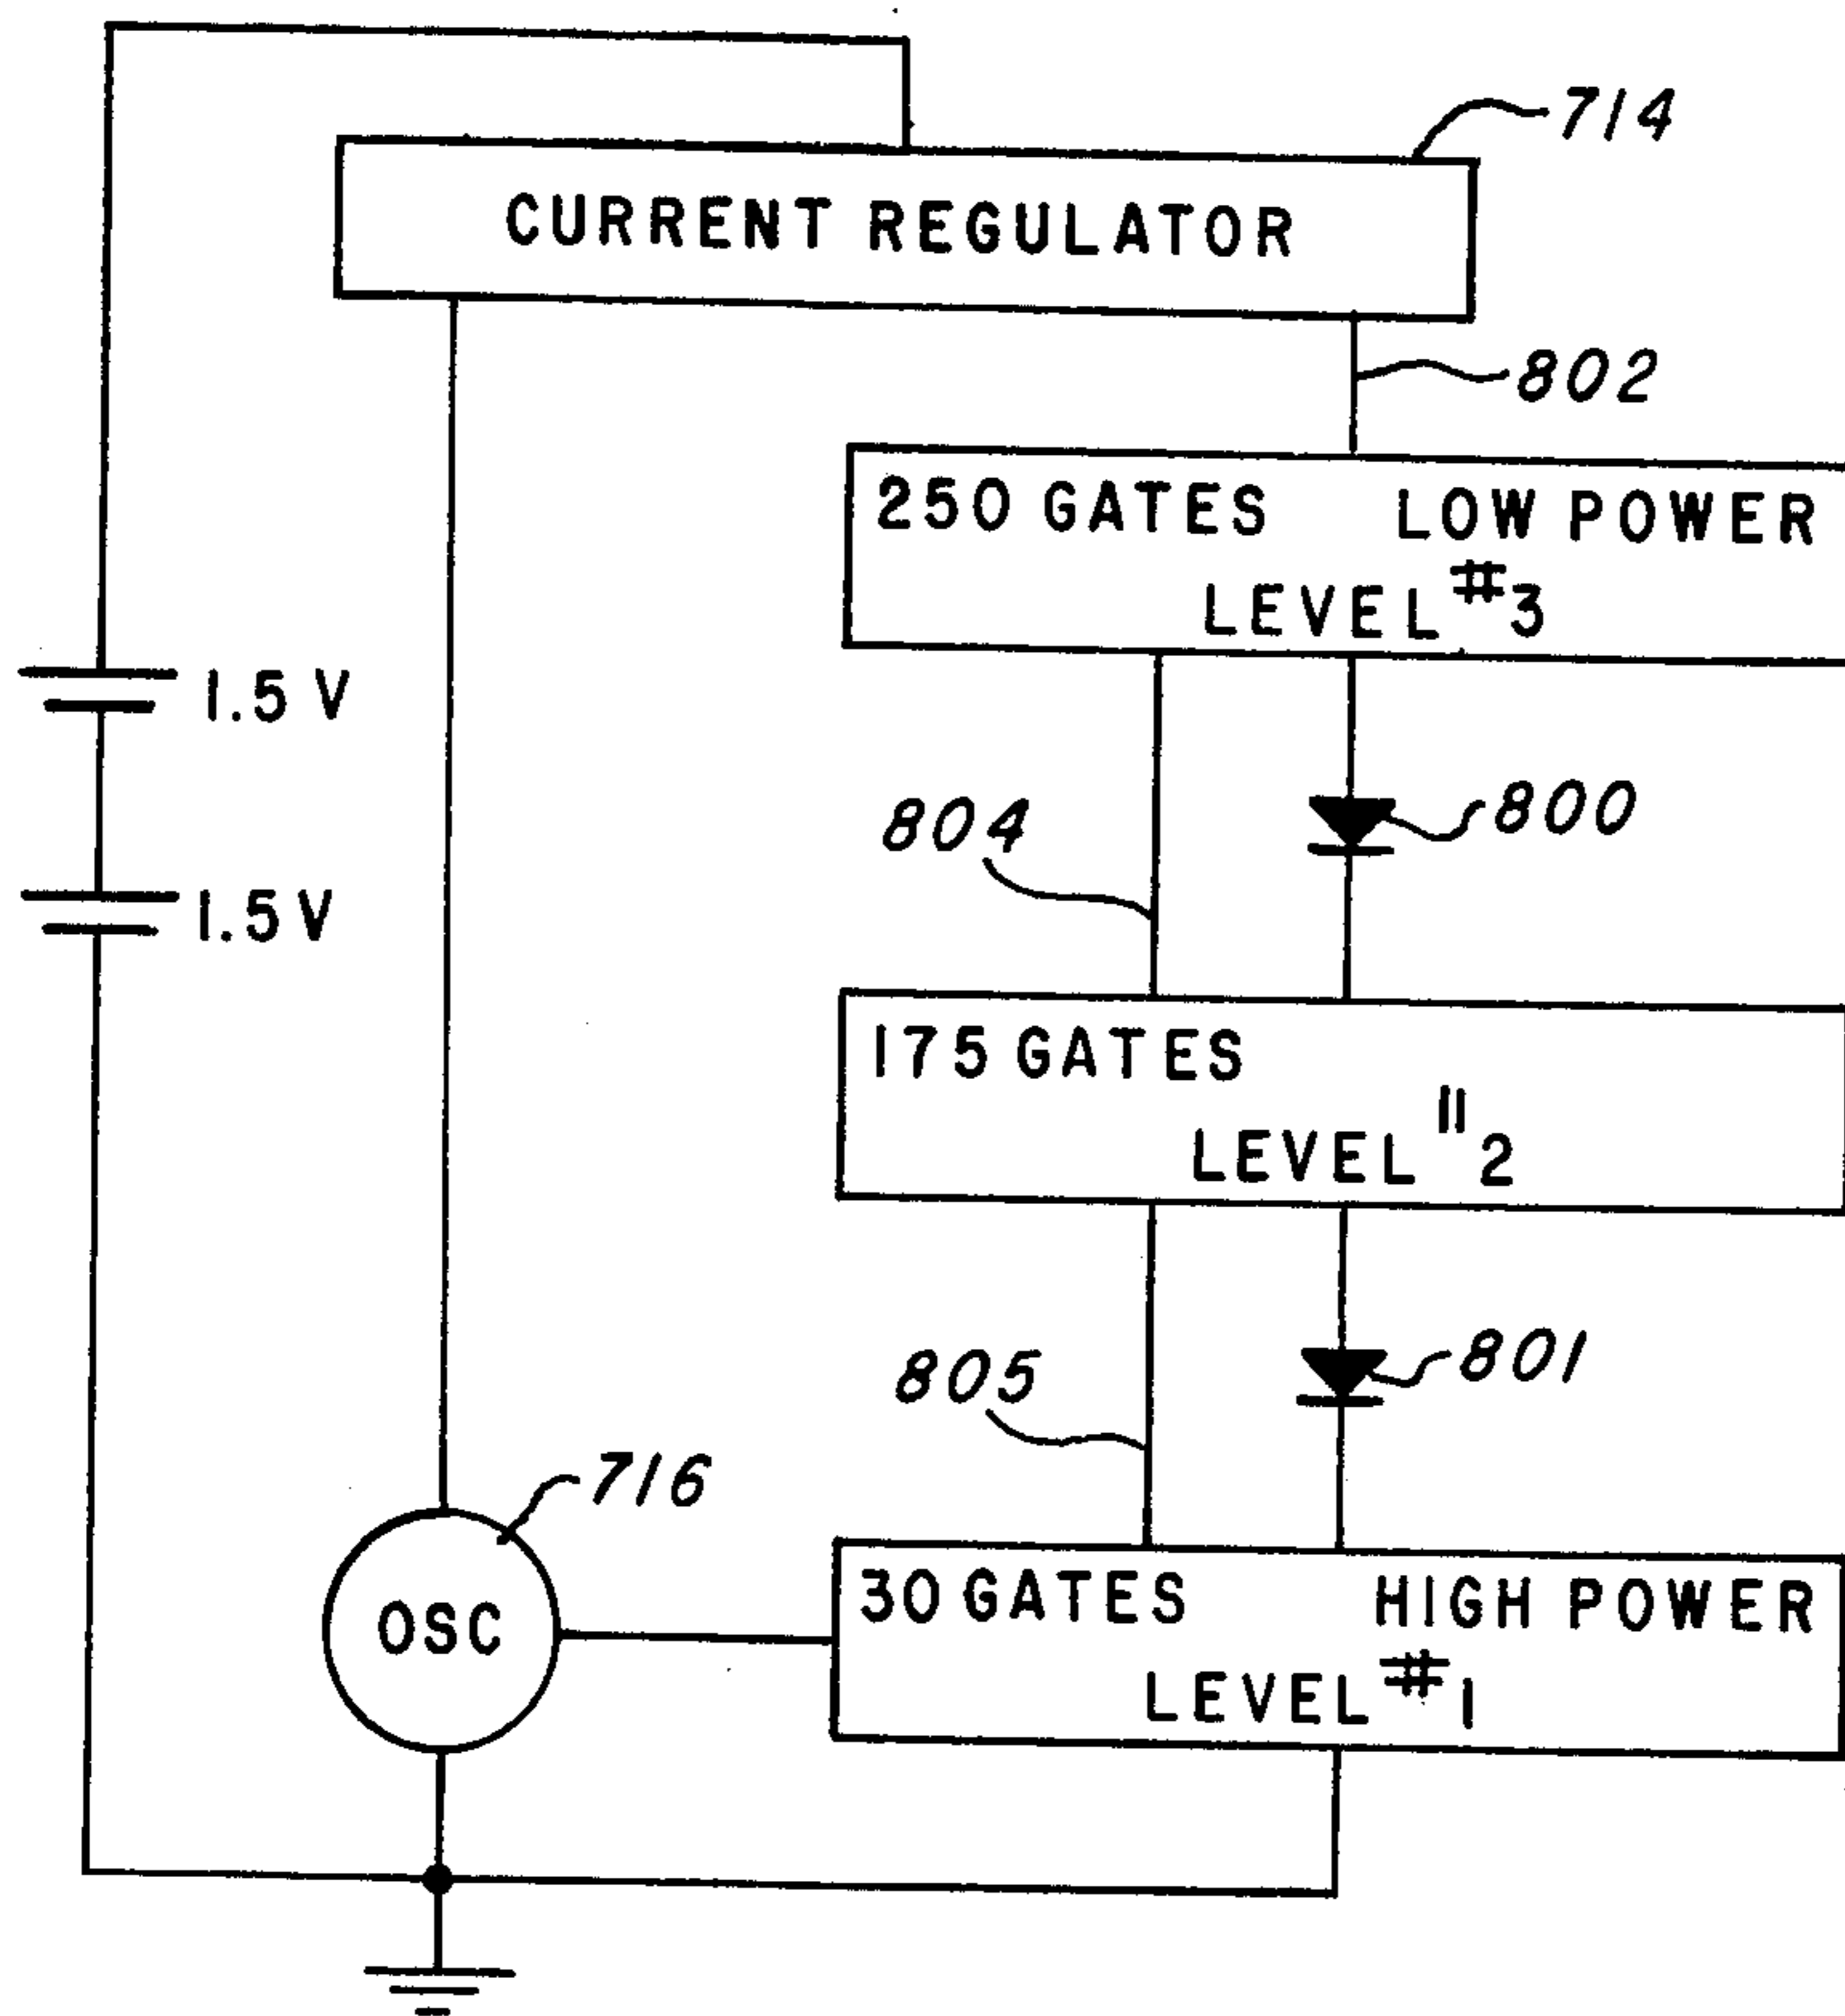 714
CURRENT REGULATOR
802
250 GATES LOW POWER
LEVEL #3
1.5 V
804
800
1.5 V
175 GATES
LEVEL "2
805
801
716
OSC
30 GATES HIGH POWER
LEVEL #1